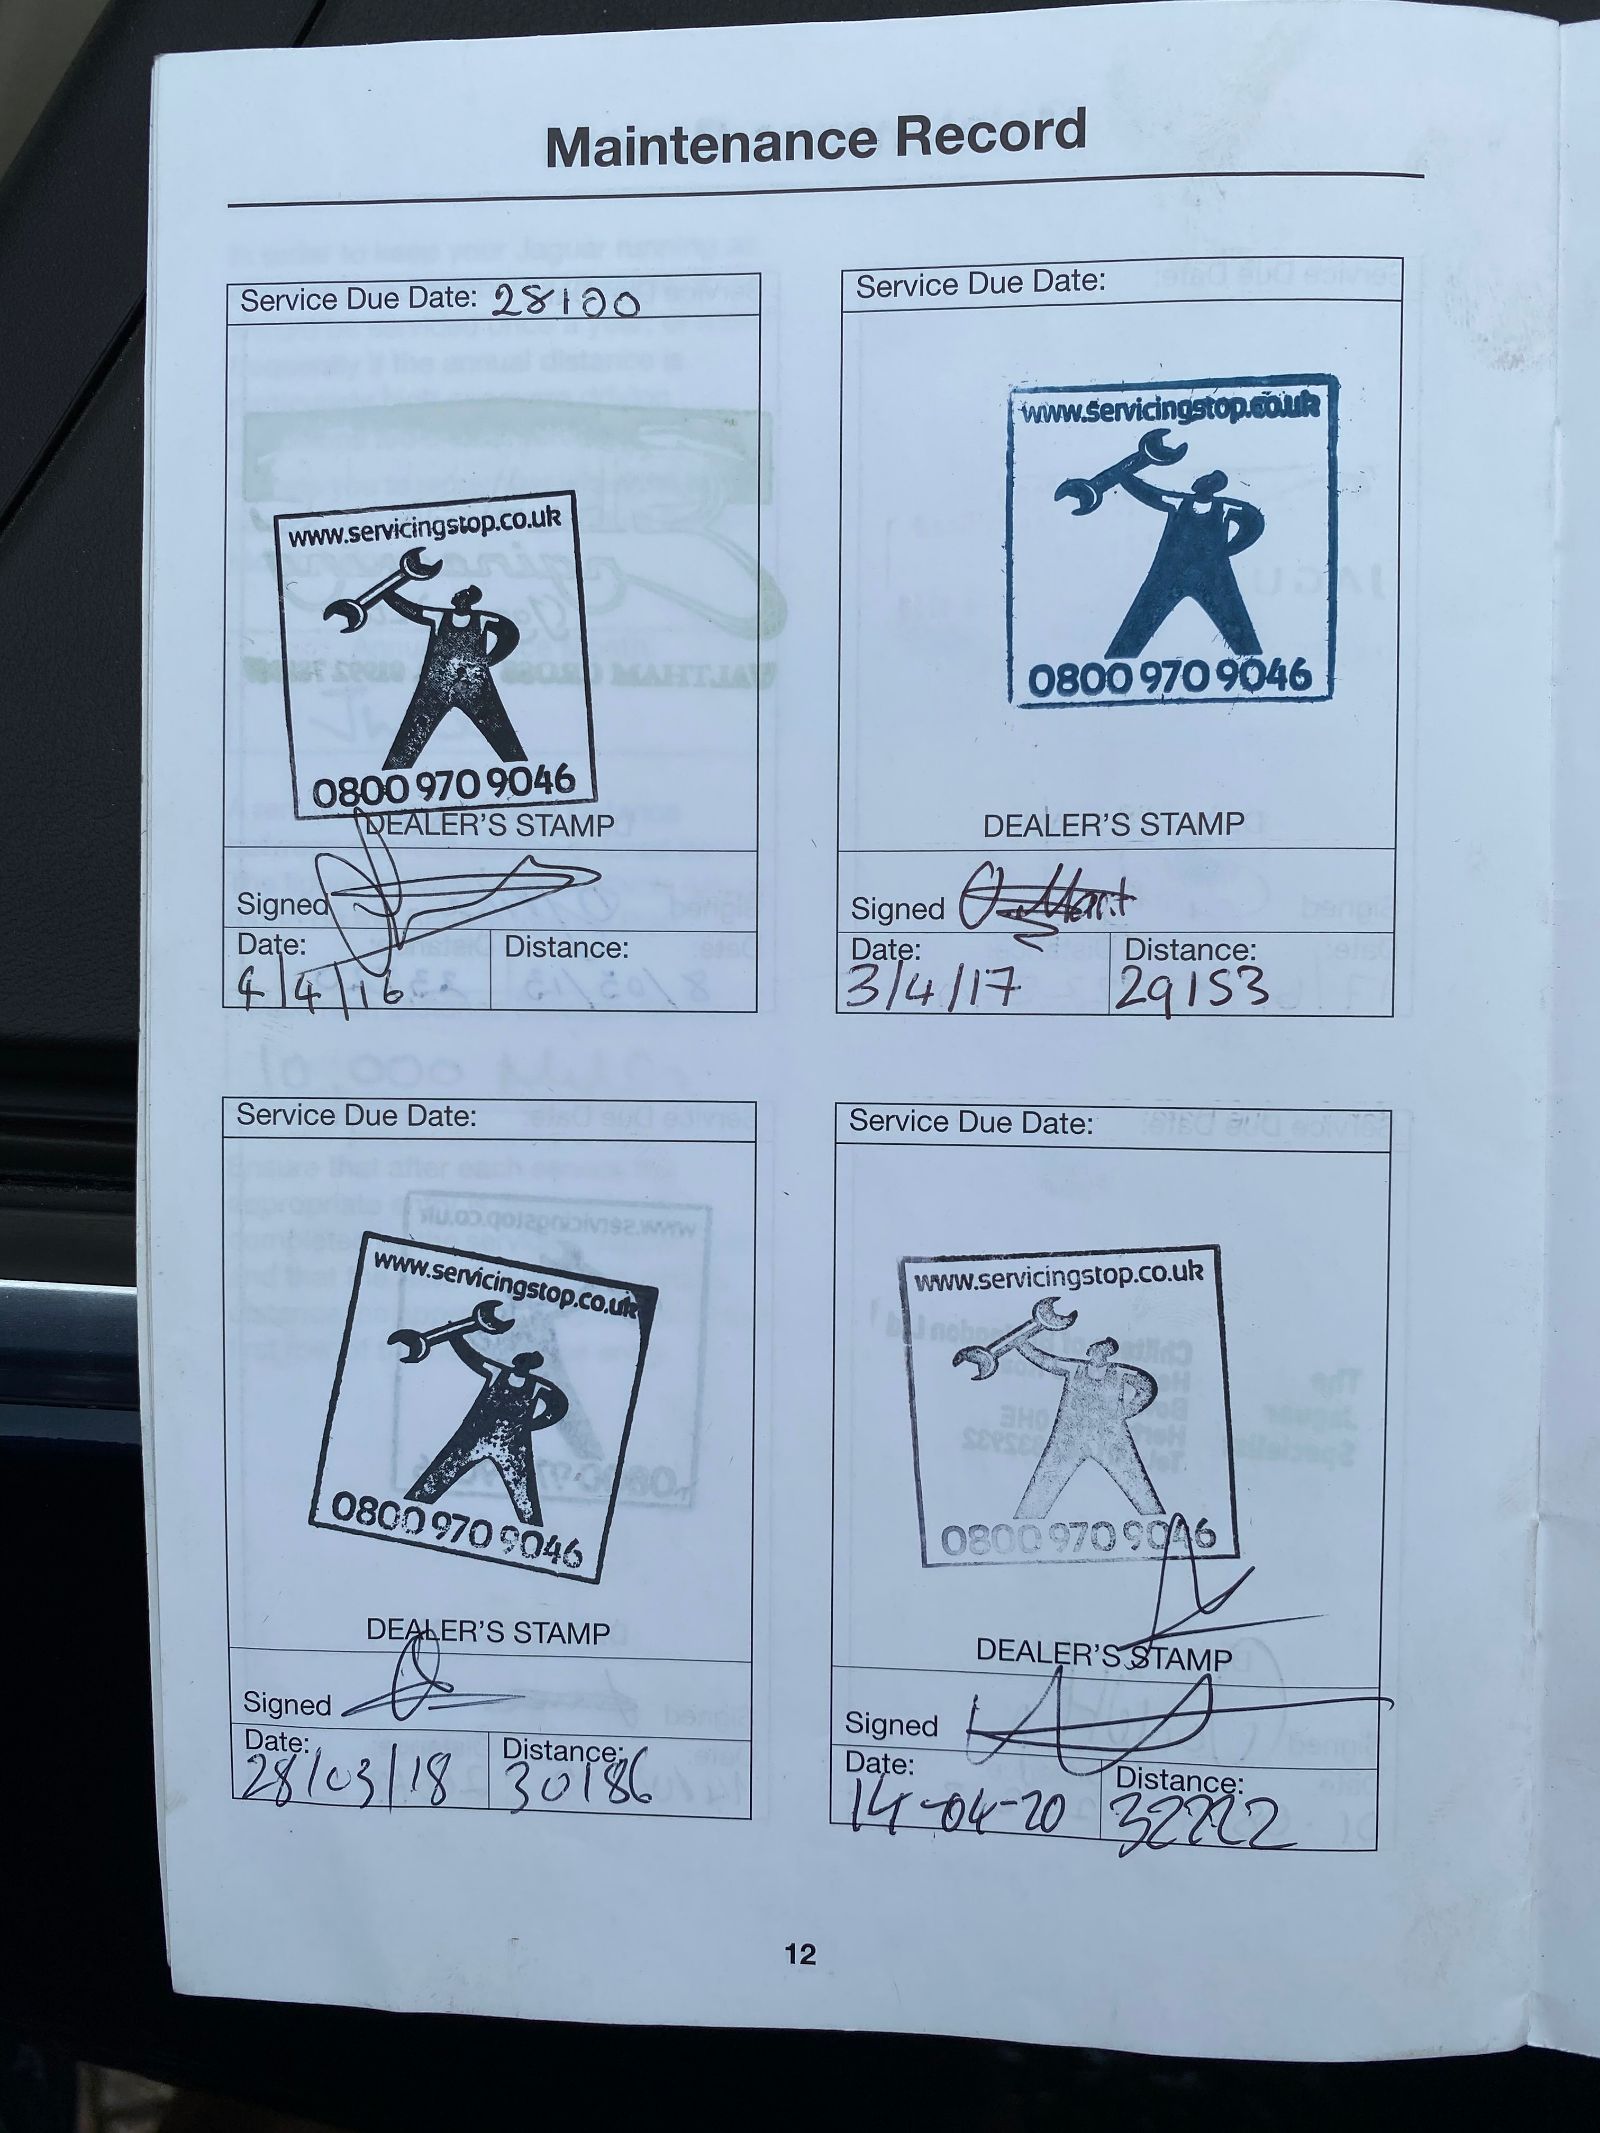 Maintenance Record
Service Due Date: 28100
www.servicingstop.co.uk
0800 970 9046
DEALER'S STAMP
Signed
Date: Distance:
4/4/16
Service Due Date:
www.servicingstop.co.uk
0800 970 9046
DEALER'S STAMP
Signed
Date: Distance:
3/4/17 29153
Service Due Date:
www.servicingstop.co.uk
0800 970 9046
DEALER'S STAMP
Signed
Date: Distance:
28/03/18 30186
Service Due Date:
www.servicingstop.co.uk
0800 970 9046
DEALER'S STAMP
Signed
Date: Distance:
14-04-20 32222
12